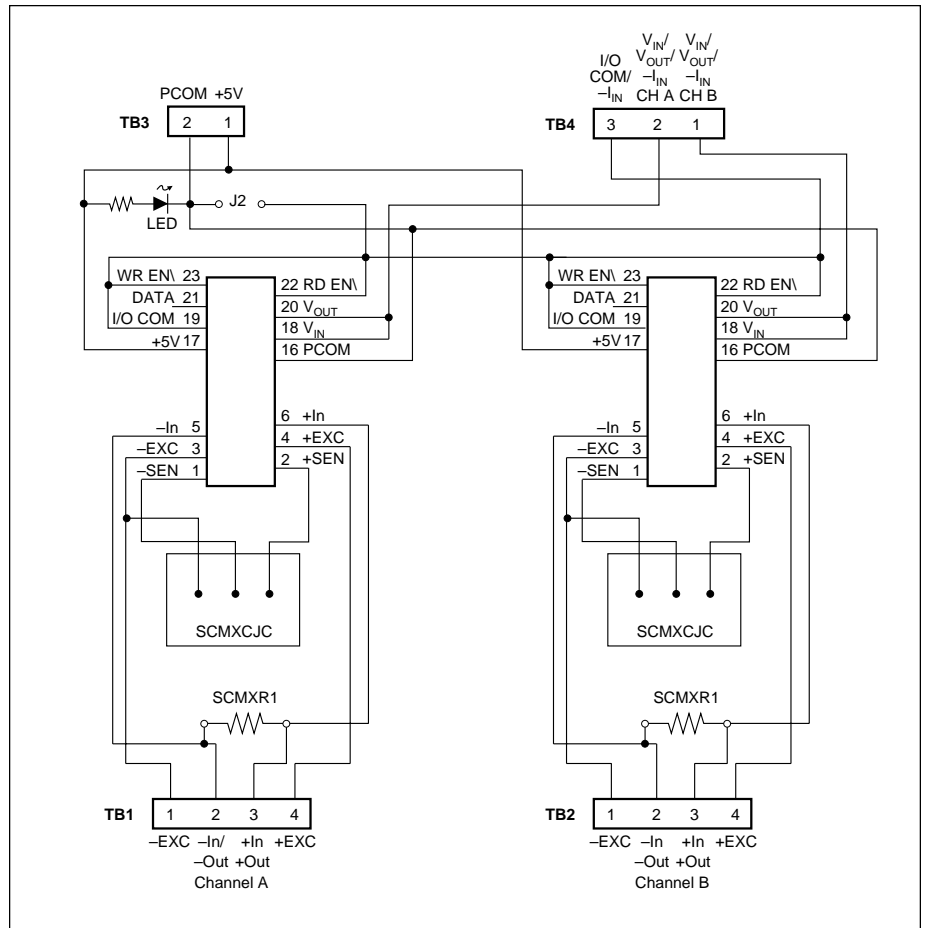 PCOM +5V
TB3 2 1
I/O COM/ –IIN
VIN/ VOUT/ –IIN CH A
VIN/ VOUT/ –IIN CH B
TB4 3 2 1
LED
J2
WR EN\ 23
DATA 21
I/O COM 19
+5V 17
22 RD EN\
20 VOUT
18 VIN
16 PCOM
WR EN\ 23
DATA 21
I/O COM 19
+5V 17
22 RD EN\
20 VOUT
18 VIN
16 PCOM
–In 5
–EXC 3
–SEN 1
6 +In
4 +EXC
2 +SEN
–In 5
–EXC 3
–SEN 1
6 +In
4 +EXC
2 +SEN
SCMXCJC
SCMXCJC
SCMXR1
SCMXR1
TB1 1 2 3 4
–EXC –In/ +In +EXC
–Out +Out
Channel A
TB2 1 2 3 4
–EXC –In +In +EXC
–Out +Out
Channel B